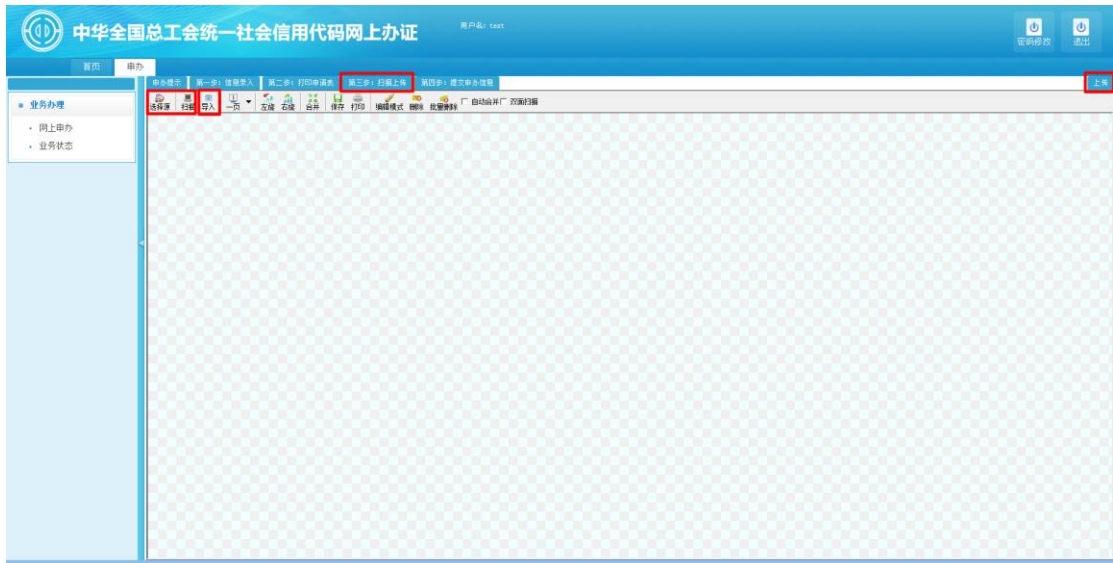 中华全国总工会统一社会信用代码网上办证
用户名: test
密码修改 退出
首页 申办
申办提示 第一步: 信息录入 第二步: 打印申请表 第三步: 扫描上传 第四步: 提交申办信息 上传
选择源 扫描 导入 一页 左旋 右旋 合并 保存 打印 编辑模式 删除 批量删除 自动合并 双面扫描
业务办理
网上申办
业务状态